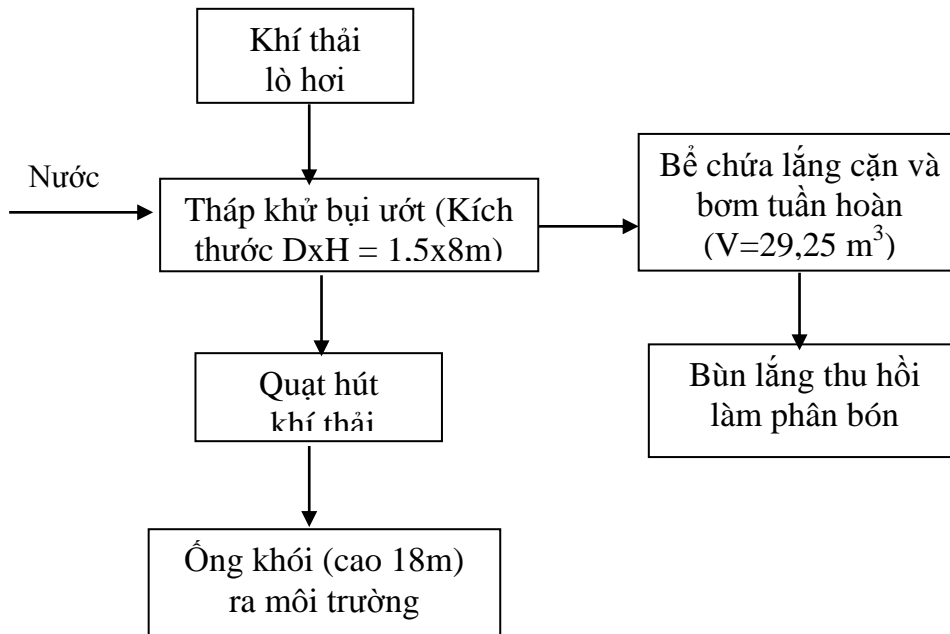 Khí thải
lò hơi
Nước
Tháp khử bụi ướt (Kích
thước DxH = 1.5x8m)
Bể chứa lắng cặn và
bơm tuần hoàn
(V=29,25 m³)
Quạt hút
khí thải
Bùn lắng thu hồi
làm phân bón
Ống khói (cao 18m)
ra môi trường